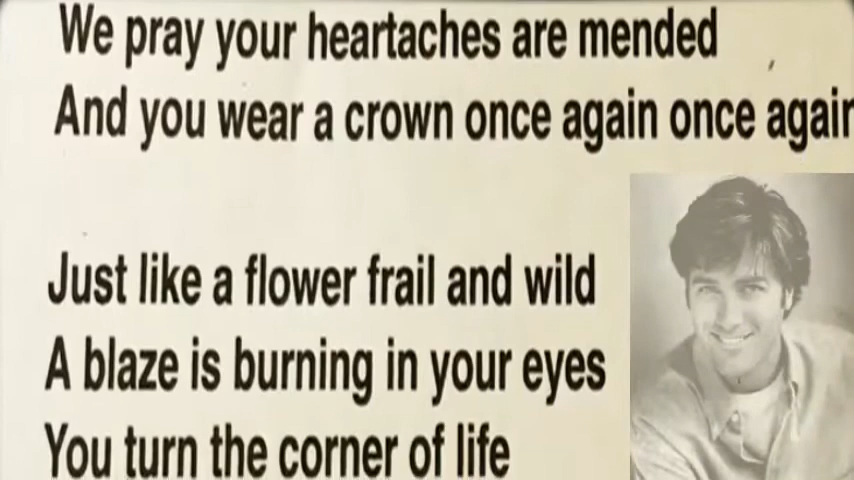 We pray your heartaches are mended
And you wear a crown once again once again
Just like a flower frail and wild
A blaze is burning in your eyes
You turn the corner of life